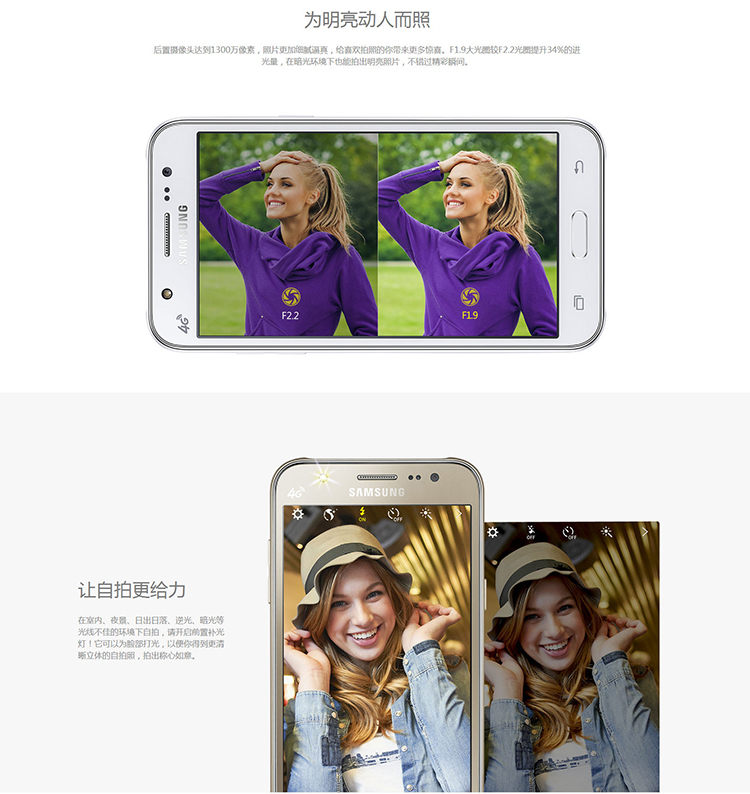 为明亮动人而照
后置摄像头达到1300万像素，照片更加细腻逼真，给喜欢拍照的你带来更多惊喜。F1.9大光圈较F2.2光圈提升34%的进
光量，在暗光环境下也能拍出明亮照片，不错过精彩瞬间。
SAMSUNG
4G
F2.2
F1.9
4G
SAMSUNG
ON
OFF
OFF
OFF
让自拍更给力
在室内、夜景、日出日落、逆光、暗光等
光线不佳的环境下自拍，请开启前置补光
灯！它可以为脸部打光，以便你得到更清
晰立体的自拍照，拍出称心如意。